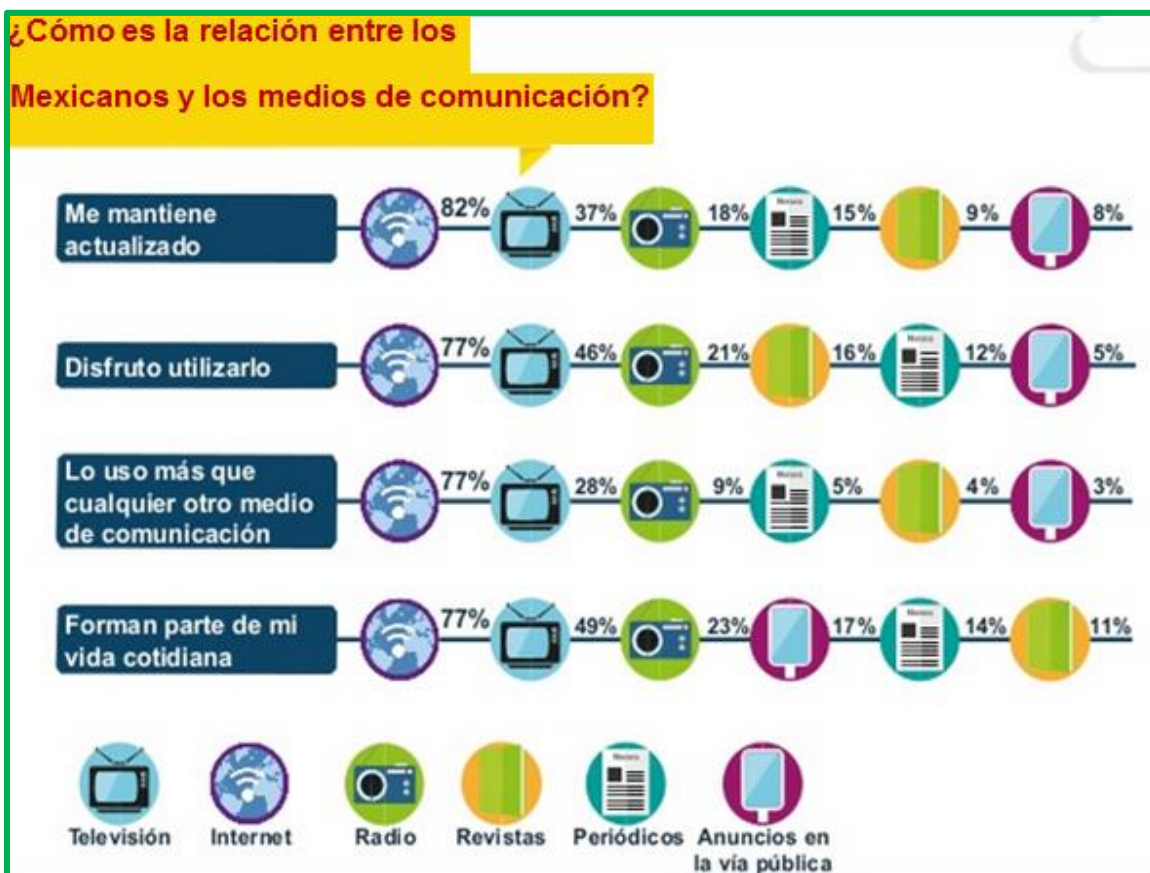 ¿Cómo es la relación entre los
Mexicanos y los medios de comunicación?
Me mantiene
actualizado
82% 37% 18% 15% 9% 8%
Disfruto utilizarlo
77% 46% 21% 16% 12% 5%
Lo uso más que
cualquier otro medio
de comunicación
77% 28% 9% 5% 4% 3%
Forman parte de mi
vida cotidiana
77% 49% 23% 17% 14% 11%
Televisión Internet Radio Revistas Periódicos Anuncios en
la vía pública